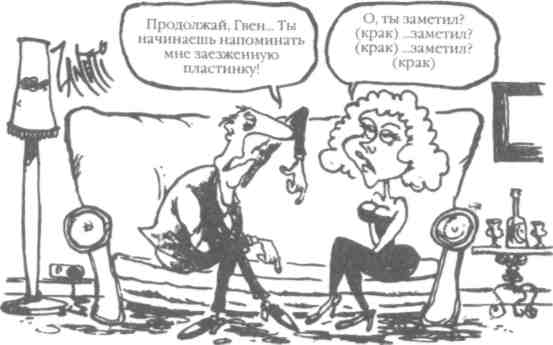 Продолжай, Гвен... Ты
начинаешь напоминать
мне заезженную
пластинку!
О, ты заметил?
(крак) ...заметил?
(крак) ...заметил?
(крак)